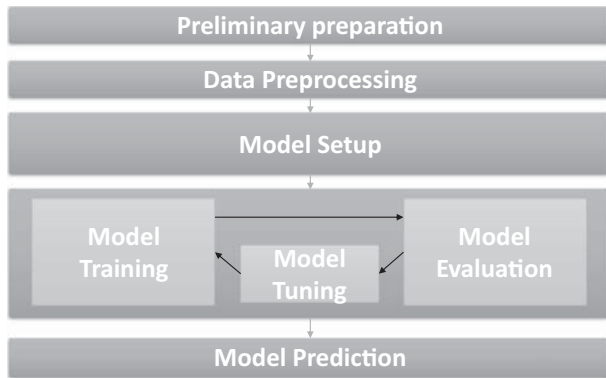 Preliminary preparation
Data Preprocessing
Model Setup
Model
Training
Model
Tuning
Model
Evaluation
Model Prediction